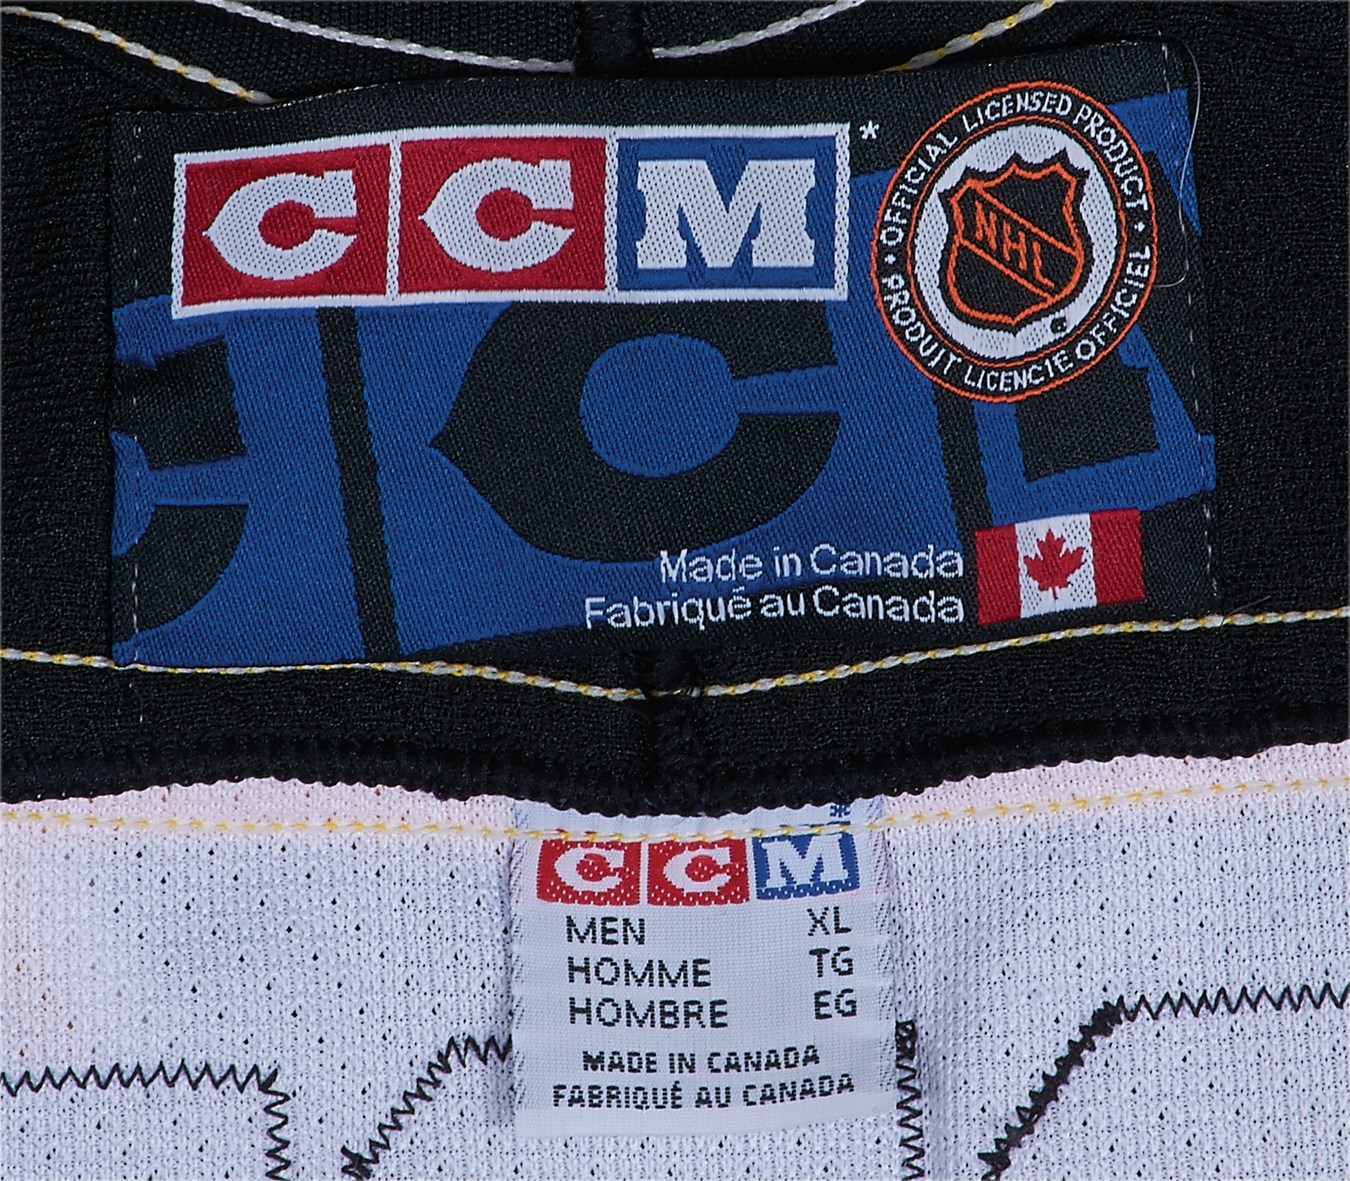 CCM*
OFFICIAL LICENSED PRODUCT • PRODUIT LICENCIE OFFICIEL •
NHL
Made in Canada
Fabriqué au Canada
*
CCM
MEN XL
HOMME TG
HOMBRE EG
MADE IN CANADA
FABRIQUÉ AU CANADA